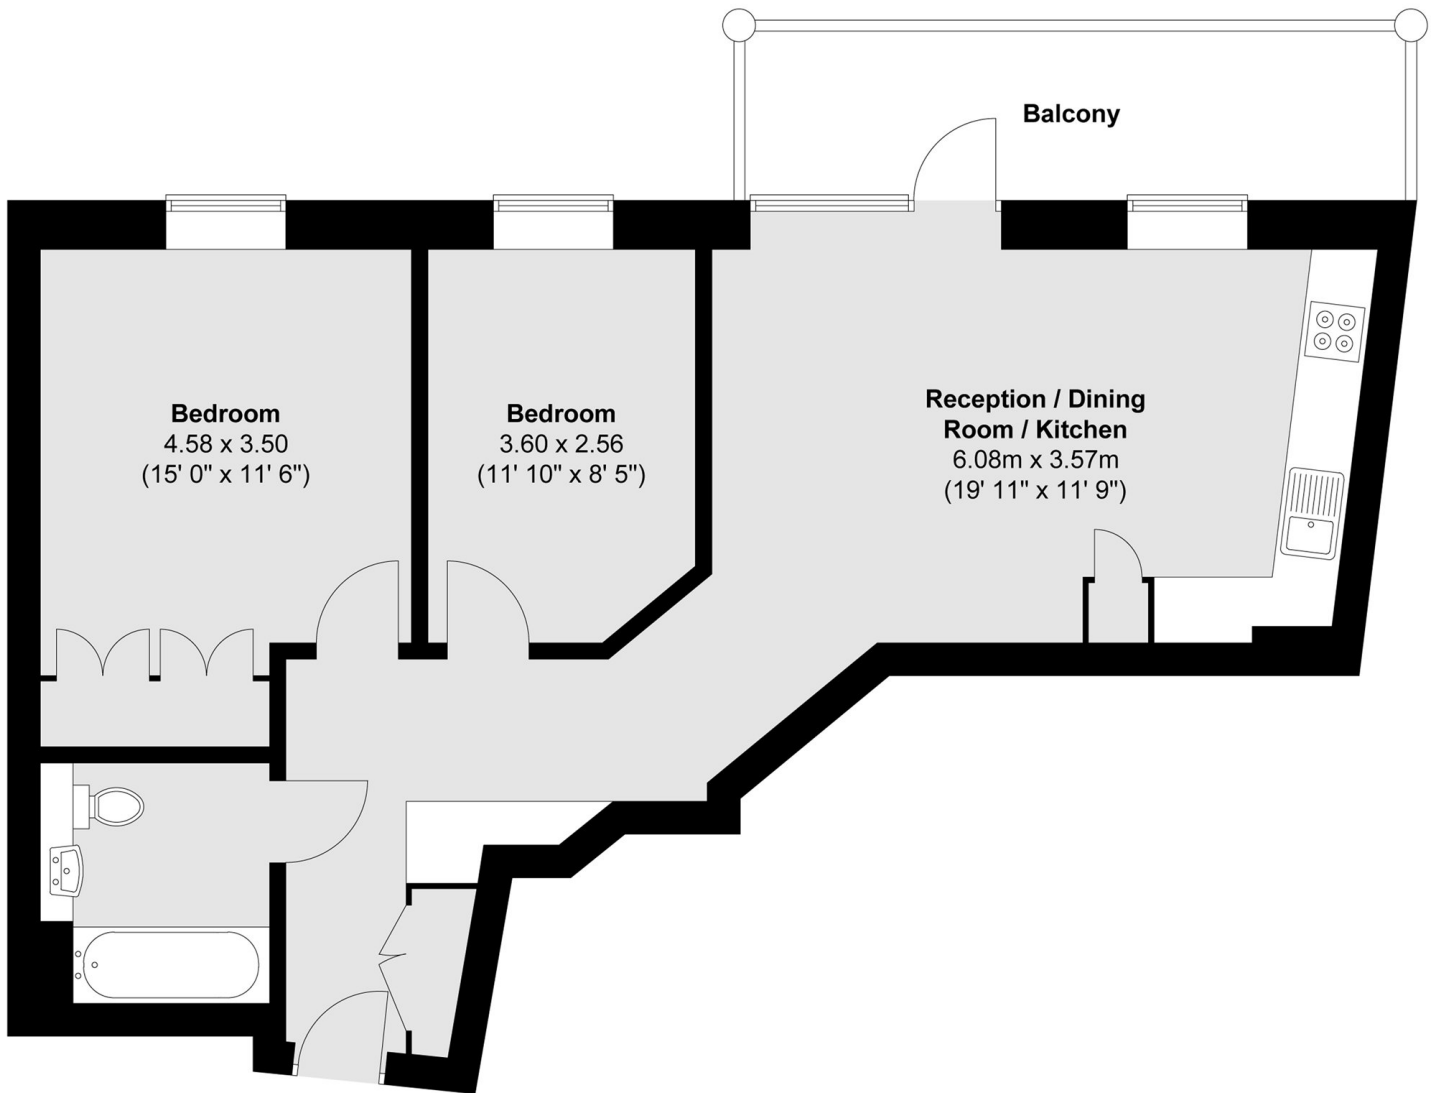 Balcony
Bedroom
4.58 x 3.50
(15' 0" x 11' 6")
Bedroom
3.60 x 2.56
(11' 10" x 8' 5")
Reception / Dining
Room / Kitchen
6.08m x 3.57m
(19' 11" x 11' 9")